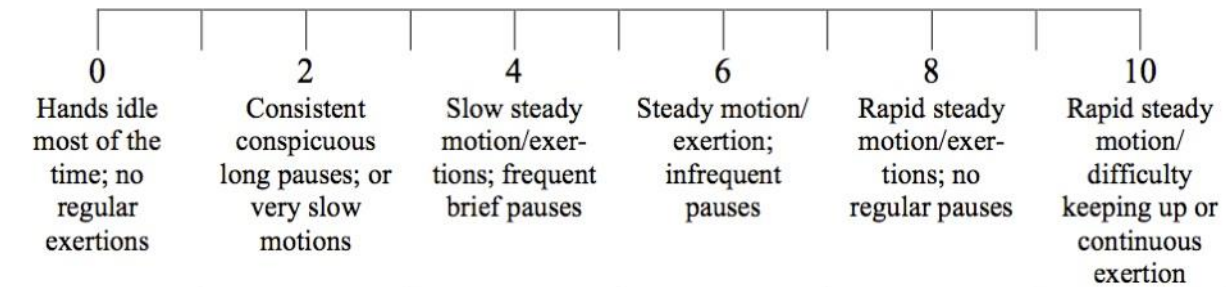 0
Hands idle
most of the
time; no
regular
exertions
2
Consistent
conspicuous
long pauses; or
very slow
motions
4
Slow steady
motion/exer-
tions; frequent
brief pauses
6
Steady motion/
exertion;
infrequent
pauses
8
Rapid steady
motion/exer-
tions; no
regular pauses
10
Rapid steady
motion/
difficulty
keeping up or
continuous
exertion